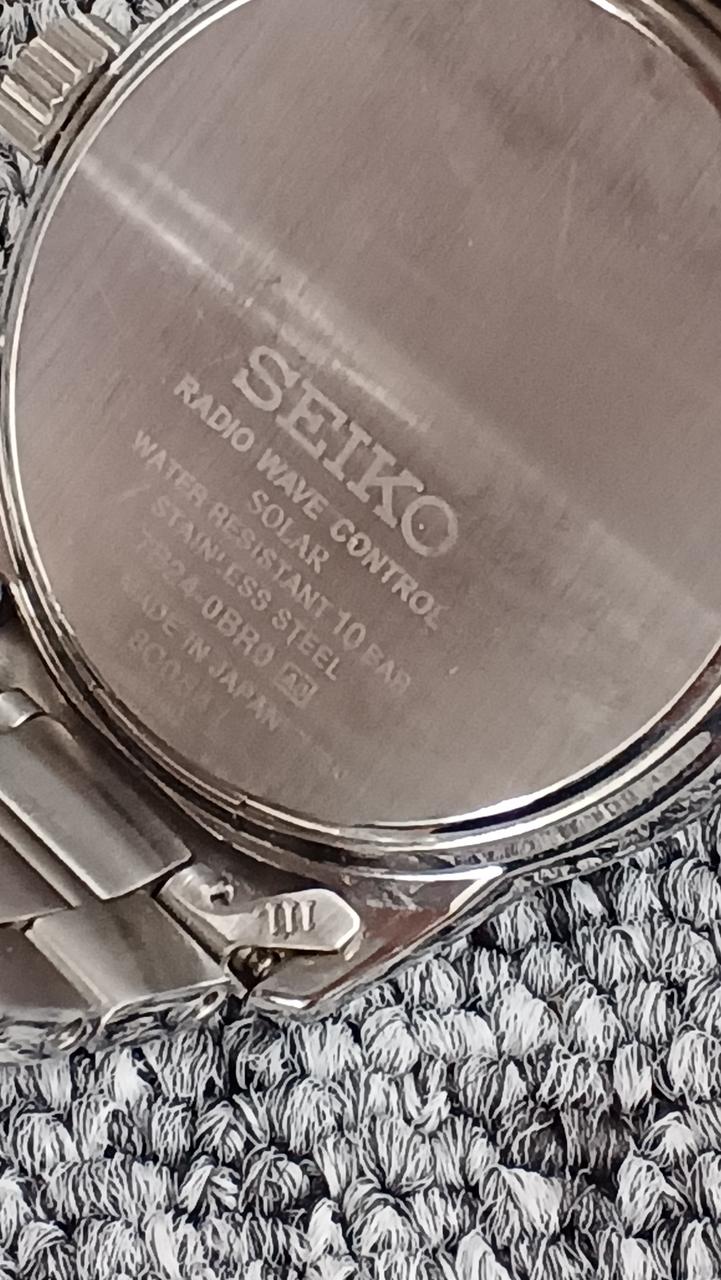 SEIKO
RADIO WAVE CONTROL
SOLAR
WATER RESISTANT 10 BAR
STAINLESS STEEL
7B24-0BR0
MADE IN JAPAN